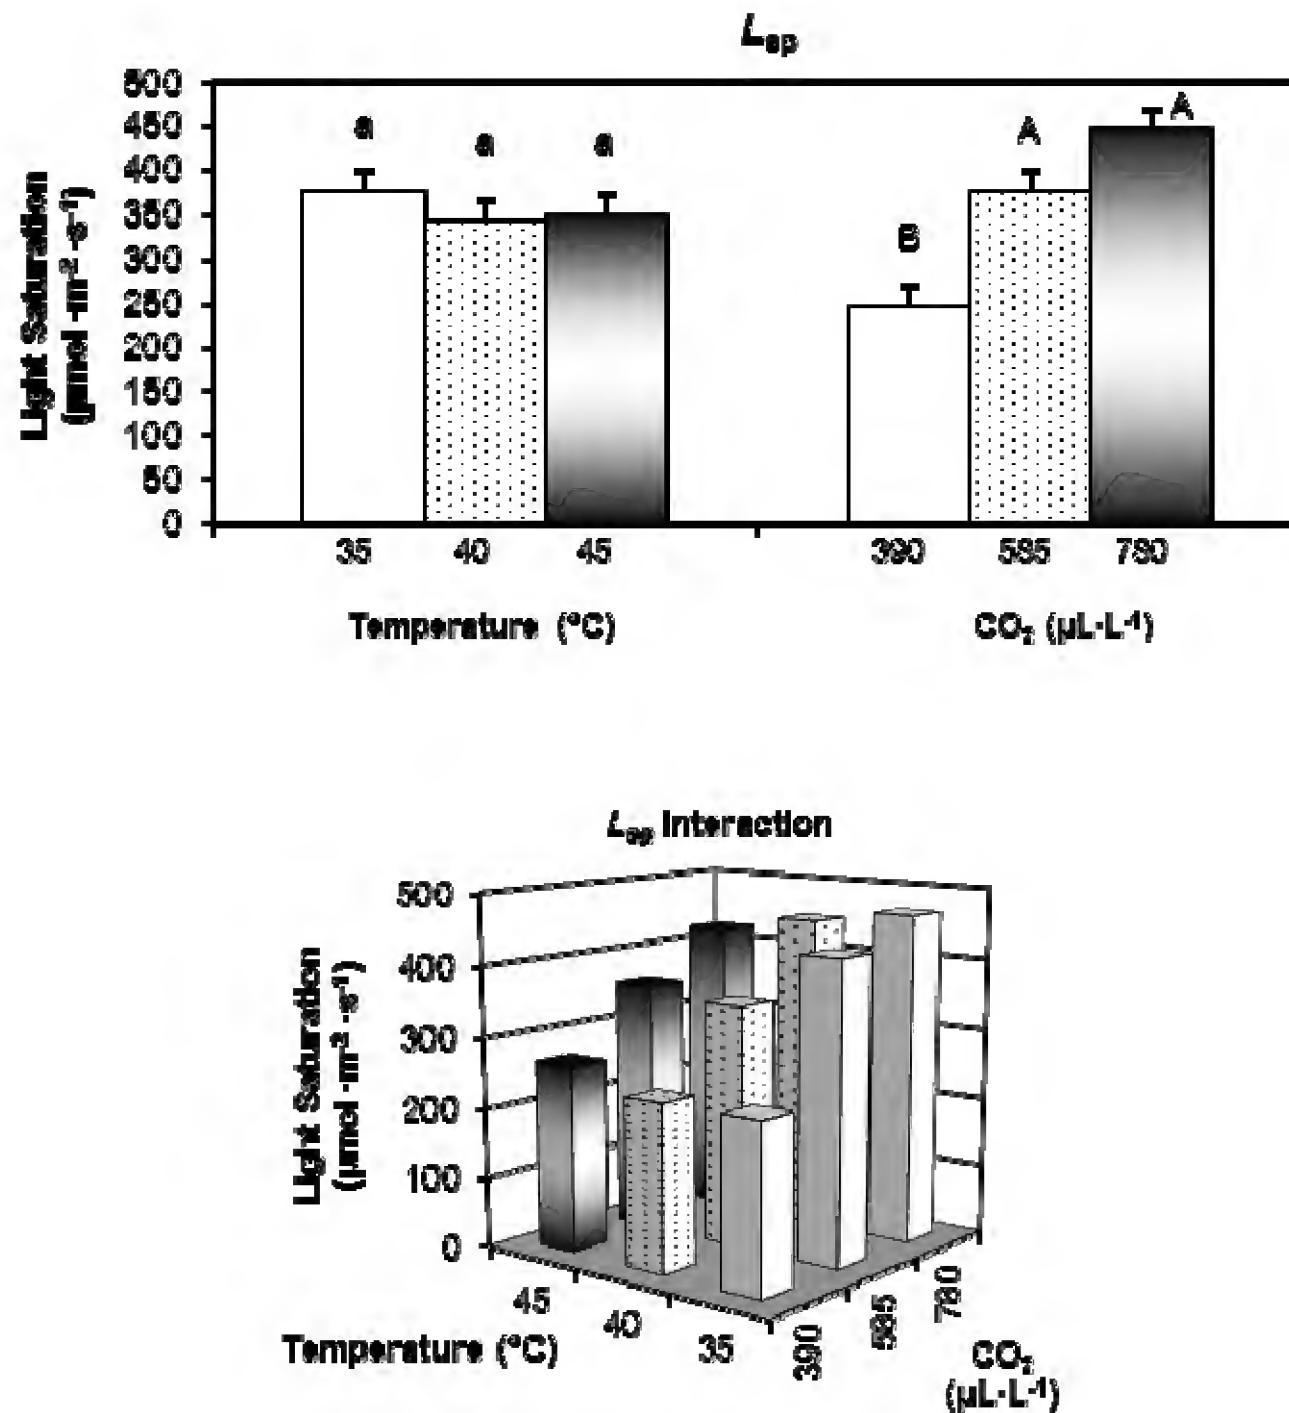 Lsp
500
450
400
350
300
250
200
150
100
50
0
Light Saturation
(μmol ·m⁻² ·s⁻¹)
a
a
a
B
A
A
35 40 45 390 585 780
Temperature (°C) CO₂ (μL·L⁻¹)
Lsp Interaction
500
400
300
200
100
0
Light Saturation
(μmol ·m⁻² ·s⁻¹)
45
40
35
390
585
780
Temperature (°C)
CO₂
(μL·L⁻¹)